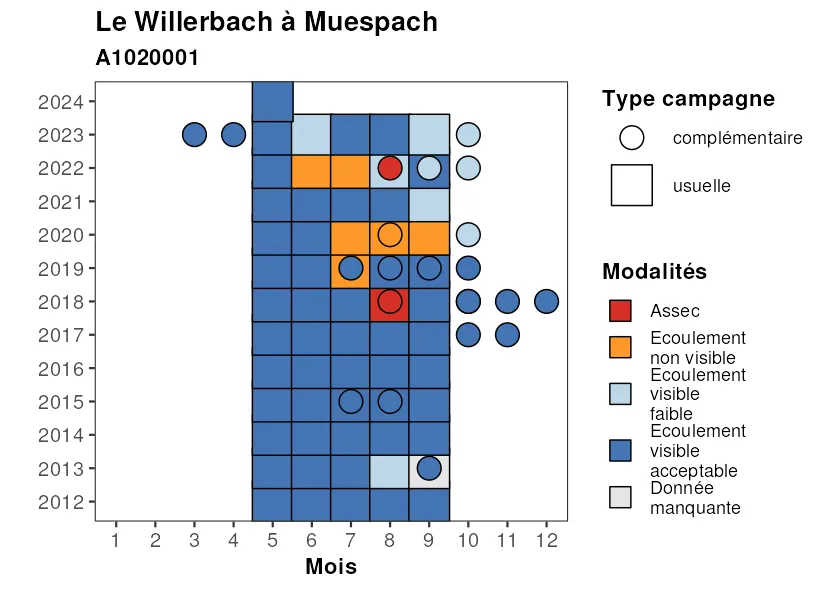 Le Willerbach à Muespach
A1020001
2024
2023
2022
2021
2020
2019
2018
2017
2016
2015
2014
2013
2012
1 2 3 4 5 6 7 8 9 10 11 12
Mois
Type campagne
complémentaire
usuelle
Modalités
Assec
Ecoulement
non visible
Ecoulement
visible
faible
Ecoulement
visible
acceptable
Donnée
manquante